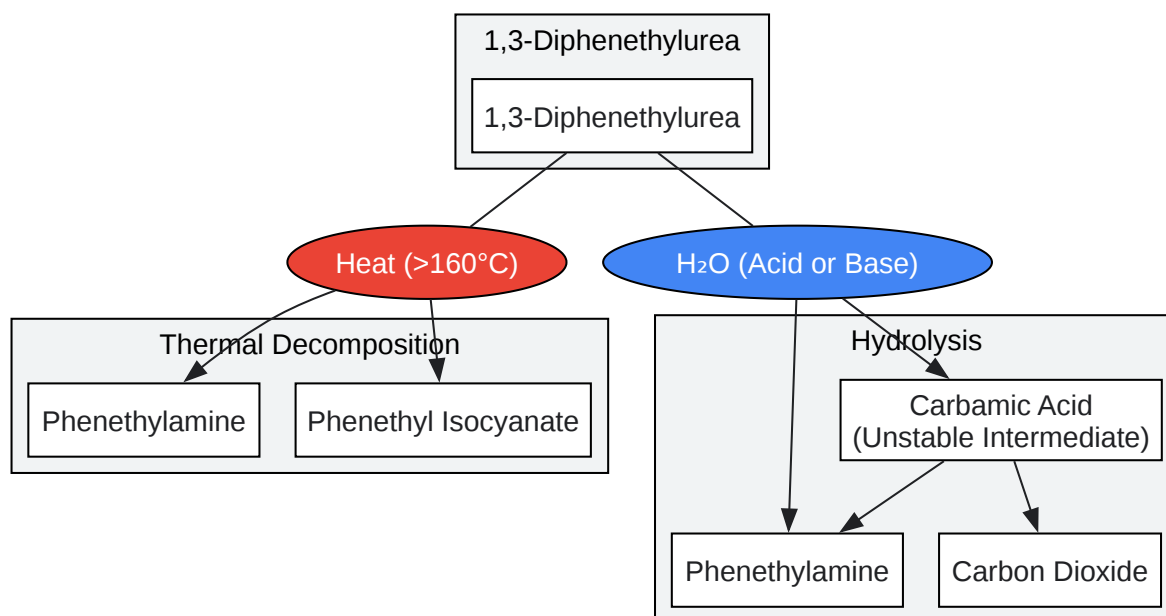 1,3-Diphenethylurea
1,3-Diphenethylurea
Heat (>160°C)
H₂O (Acid or Base)
Thermal Decomposition
Phenethylamine
Phenethyl Isocyanate
Hydrolysis
Carbamic Acid
(Unstable Intermediate)
Phenethylamine
Carbon Dioxide